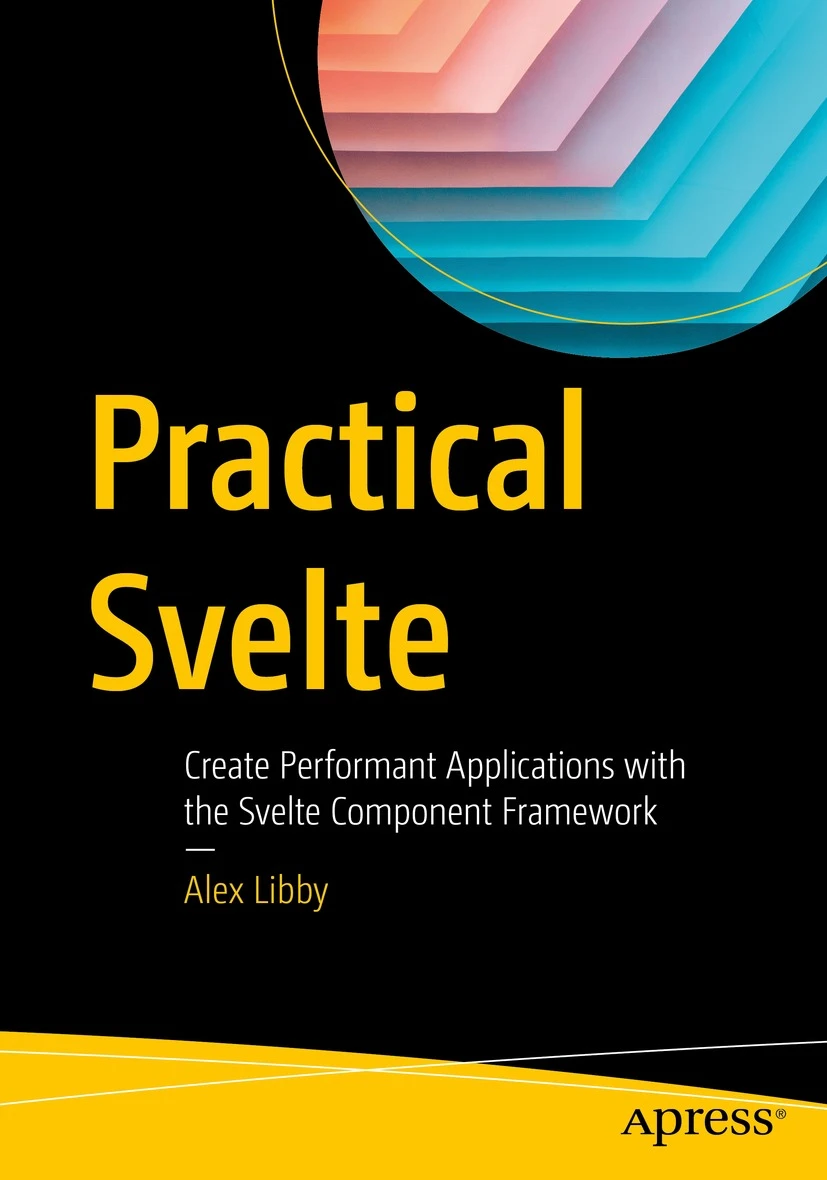 Practical
Svelte
Create Performant Applications with
the Svelte Component Framework
—
Alex Libby
Apress®